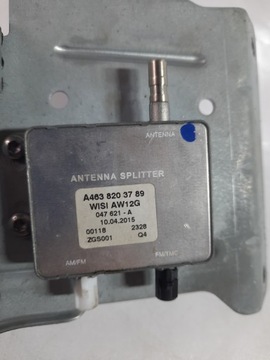 ANTENNA
ANTENNA SPLITTER
A463 820 37 89
WISI AW12G
047 621 - A
10.04.2015
00118 2328
ZGS001 Q4
AM/FM FM/TMC